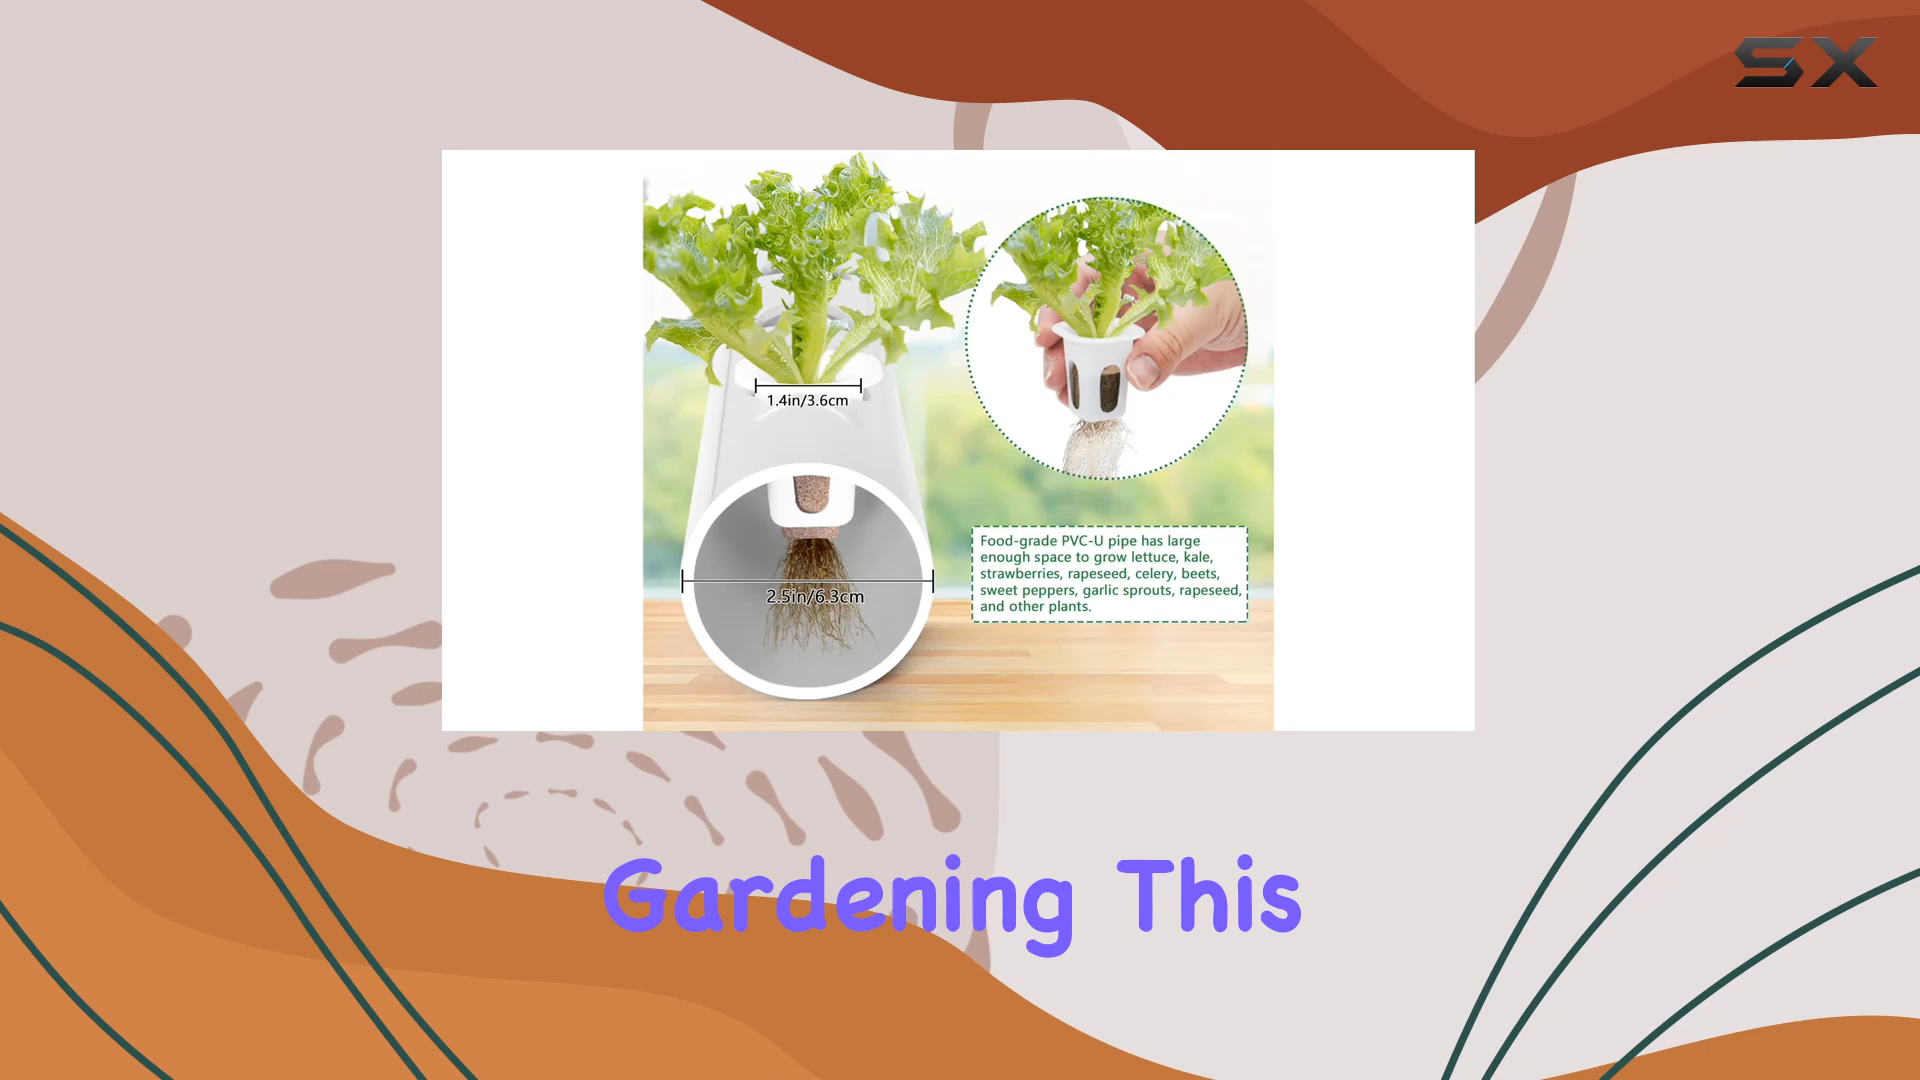 SX
1.4in/3.6cm
2.5in/6.3cm
Food-grade PVC-U pipe has large
enough space to grow lettuce, kale,
strawberries, rapeseed, celery, beets,
sweet peppers, garlic sprouts, rapeseed,
and other plants.
Gardening This